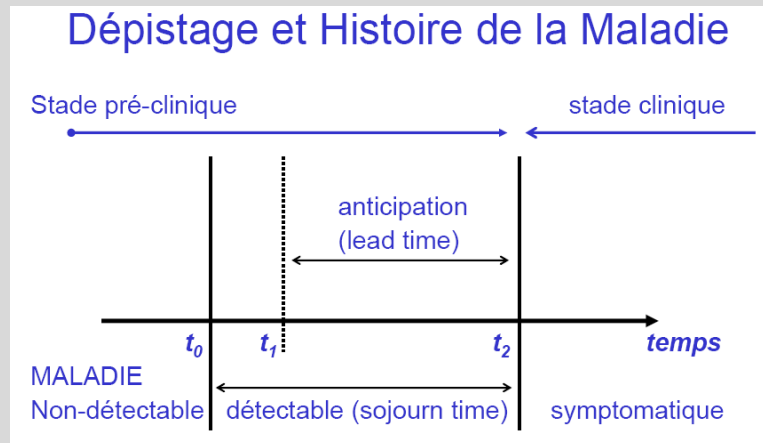 Dépistage et Histoire de la Maladie
Stade pré-clinique
stade clinique
anticipation
(lead time)
t0
t1
t2
temps
MALADIE
Non-détectable
détectable (sojourn time)
symptomatique